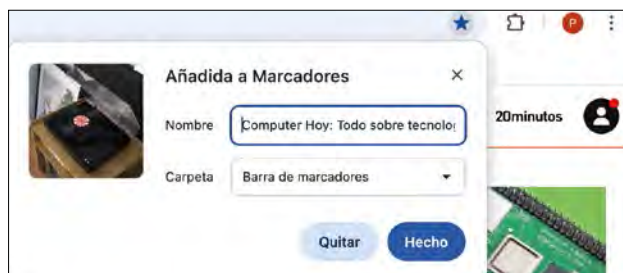 P
Añadida a Marcadores
Nombre
Computer Hoy: Todo sobre tecnolo
Carpeta
Barra de marcadores
Quitar
Hecho
20minutos